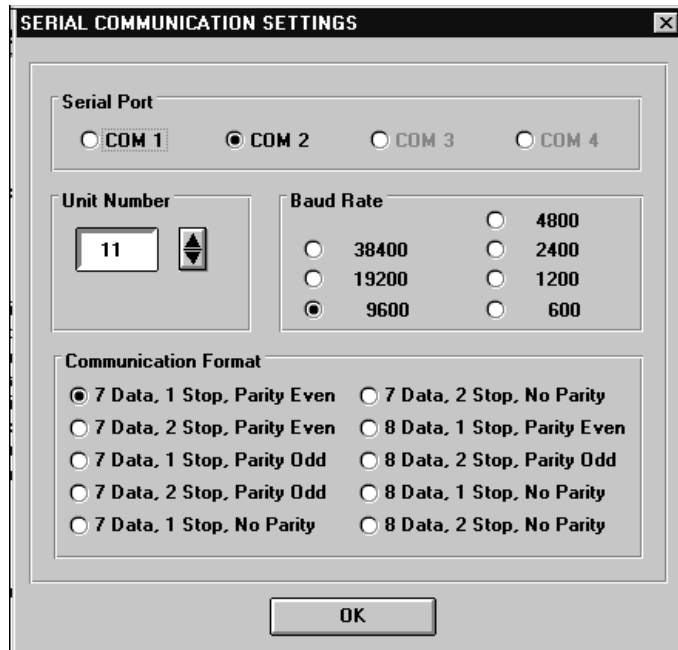 SERIAL COMMUNICATION SETTINGS
Serial Port
COM 1 COM 2 COM 3 COM 4
Unit Number
11
Baud Rate
38400
19200
9600
4800
2400
1200
600
Communication Format
7 Data, 1 Stop, Parity Even
7 Data, 2 Stop, Parity Even
7 Data, 1 Stop, Parity Odd
7 Data, 2 Stop, Parity Odd
7 Data, 1 Stop, No Parity
7 Data, 2 Stop, No Parity
8 Data, 1 Stop, Parity Even
8 Data, 2 Stop, Parity Odd
8 Data, 1 Stop, No Parity
8 Data, 2 Stop, No Parity
OK